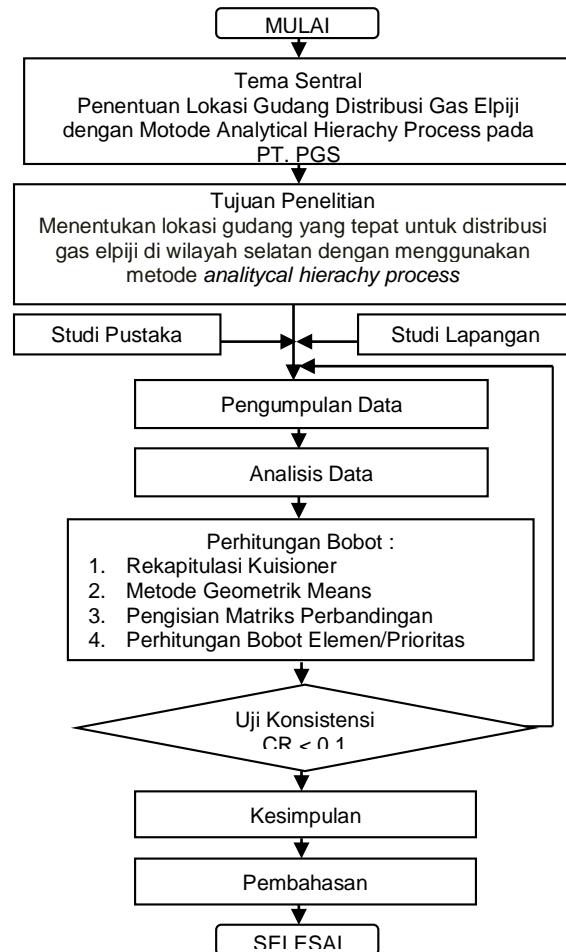 MULAI
Tema Sentral
Penentuan Lokasi Gudang Distribusi Gas Elpiji
dengan Motode Analytical Hierachy Process pada
PT. PGS
Tujuan Penelitian
Menentukan lokasi gudang yang tepat untuk distribusi
gas elpiji di wilayah selatan dengan menggunakan
metode analitycal hierachy process
Studi Pustaka
Studi Lapangan
Pengumpulan Data
Analisis Data
Perhitungan Bobot :
1. Rekapitulasi Kuisioner
2. Metode Geometrik Means
3. Pengisian Matriks Perbandingan
4. Perhitungan Bobot Elemen/Prioritas
Uji Konsistensi
CR < 0,1
Kesimpulan
Pembahasan
SELESAI